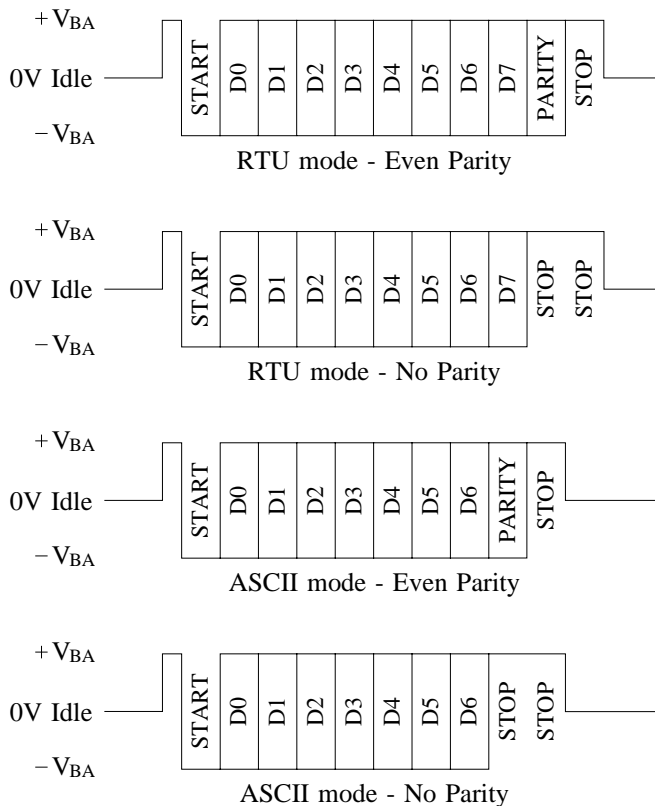 +VBA
0V Idle
START D0 D1 D2 D3 D4 D5 D6 D7 PARITY STOP
−VBA
RTU mode - Even Parity
+VBA
0V Idle
START D0 D1 D2 D3 D4 D5 D6 D7 STOP STOP
−VBA
RTU mode - No Parity
+VBA
0V Idle
START D0 D1 D2 D3 D4 D5 D6 PARITY STOP
−VBA
ASCII mode - Even Parity
+VBA
0V Idle
START D0 D1 D2 D3 D4 D5 D6 STOP STOP
−VBA
ASCII mode - No Parity